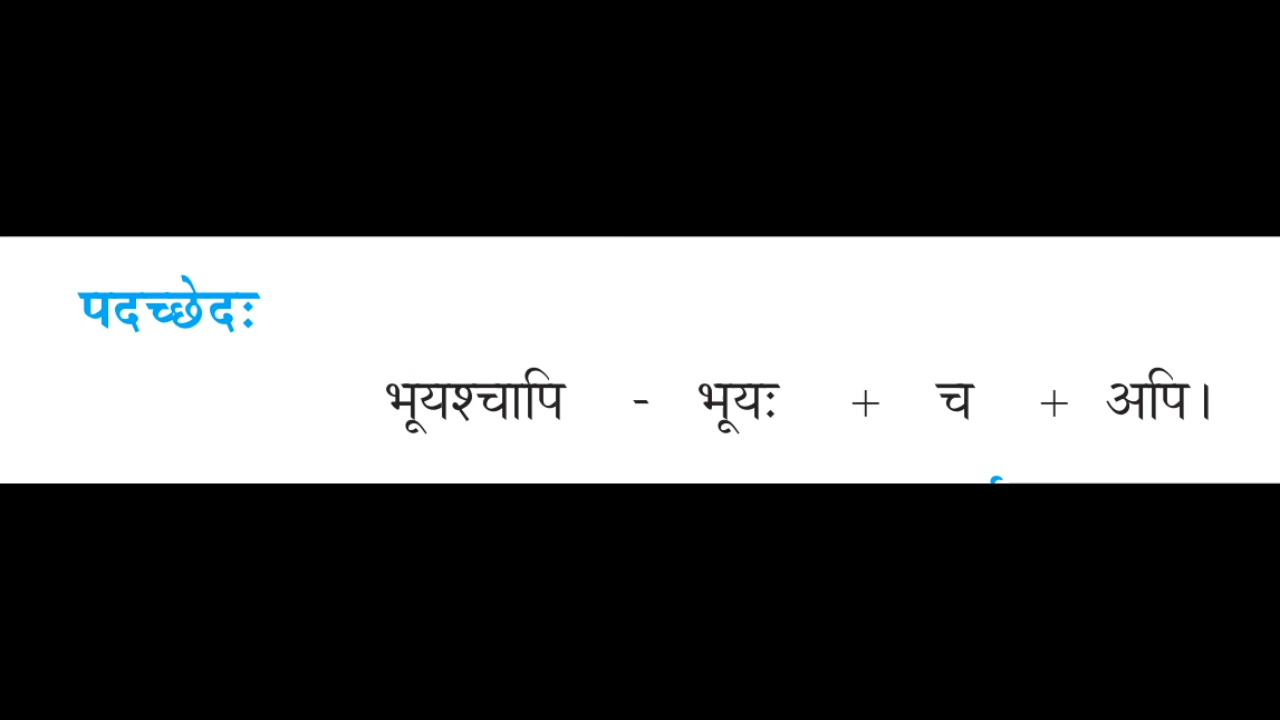 पदच्छेदः
भूयश्चापि - भूयः + च + अपि।